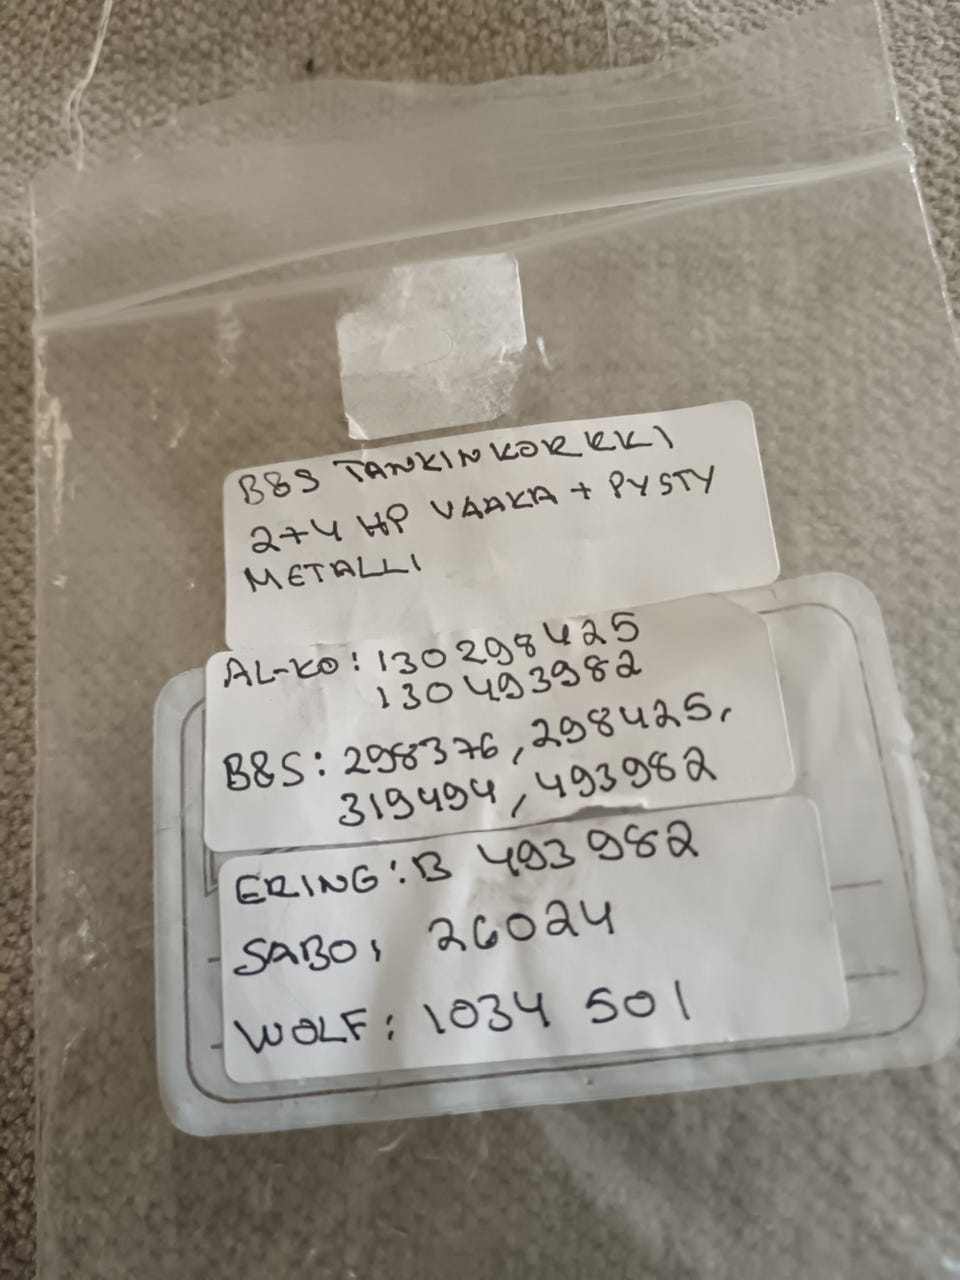 B&S TANKINKORKKI
2+4 HP VAAKA + PYSTY
METALLI
AL-KO: 130298425
130493982
B&S: 298376, 298425,
319494, 493982
ERING: B 493982
SABO: 26024
WOLF: 1034 501